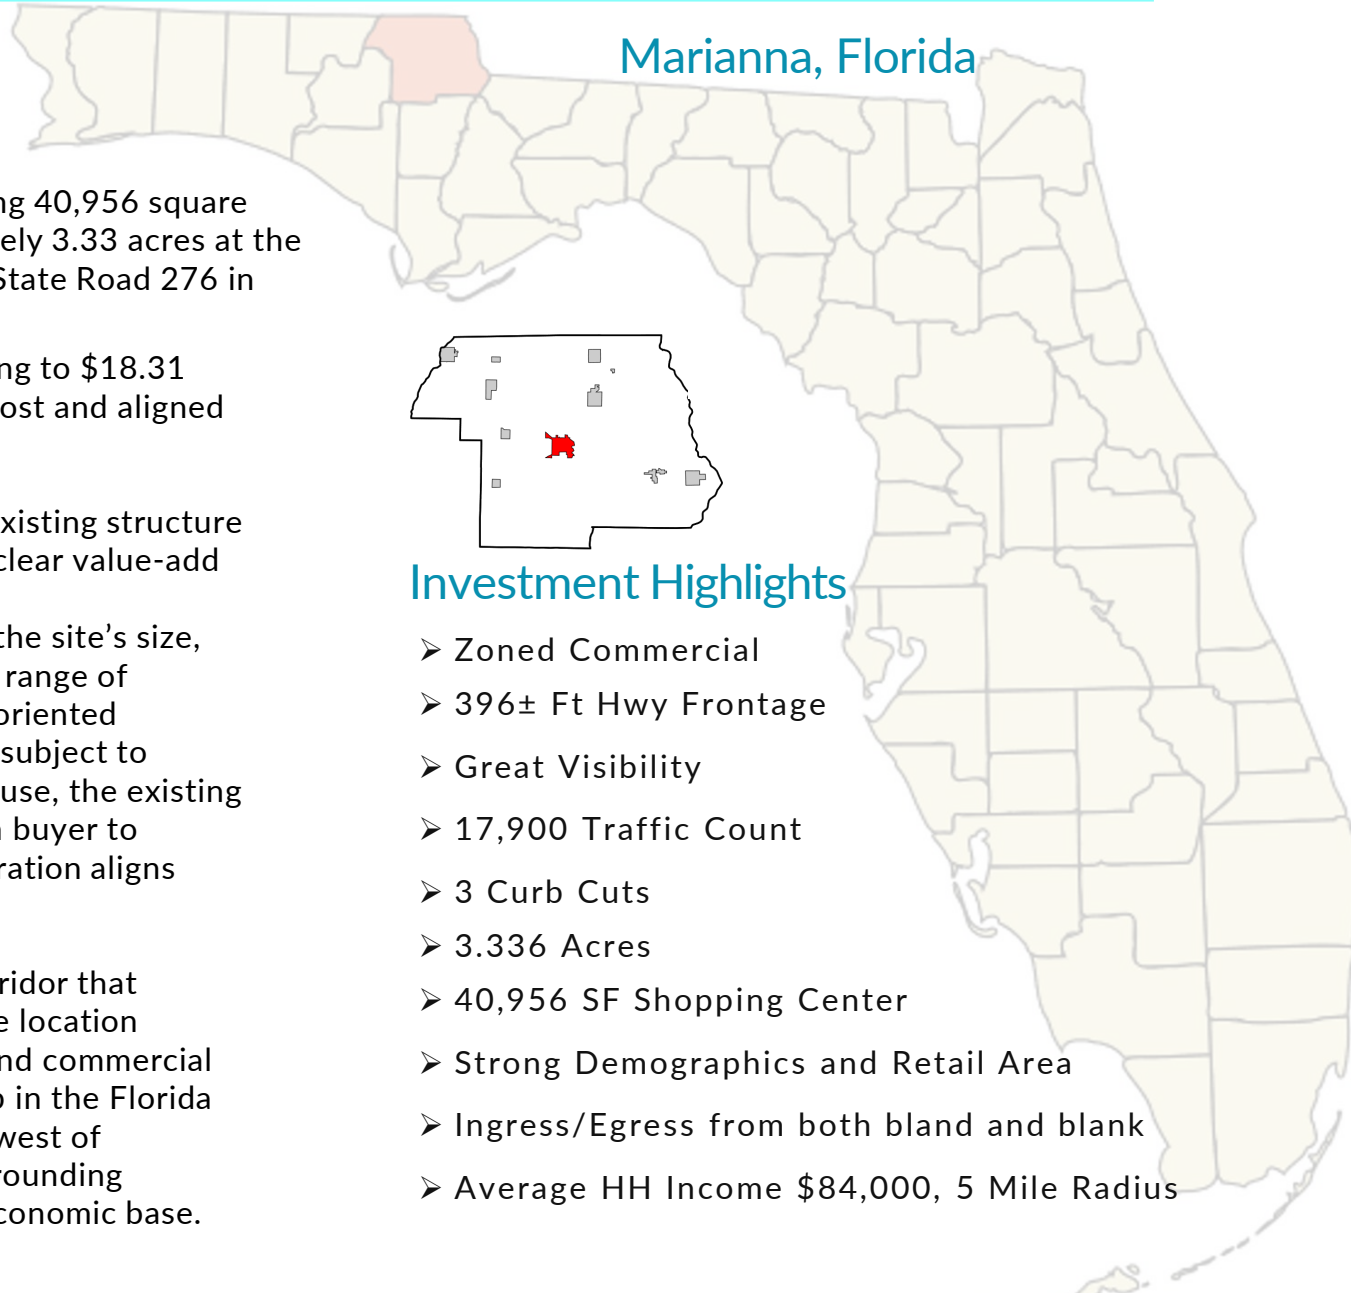 Marianna, Florida
ng 40,956 square
ely 3.33 acres at the
State Road 276 in
ng to $18.31
ost and aligned
xisting structure
clear value-add
the site’s size,
range of
oriented
subject to
use, the existing
buyer to
ration aligns
ridor that
e location
nd commercial
in the Florida
west of
rounding
conomic base.
Investment Highlights
➢ Zoned Commercial
➢ 396± Ft Hwy Frontage
➢ Great Visibility
➢ 17,900 Traffic Count
➢ 3 Curb Cuts
➢ 3.336 Acres
➢ 40,956 SF Shopping Center
➢ Strong Demographics and Retail Area
➢ Ingress/Egress from both bland and blank
➢ Average HH Income $84,000, 5 Mile Radius